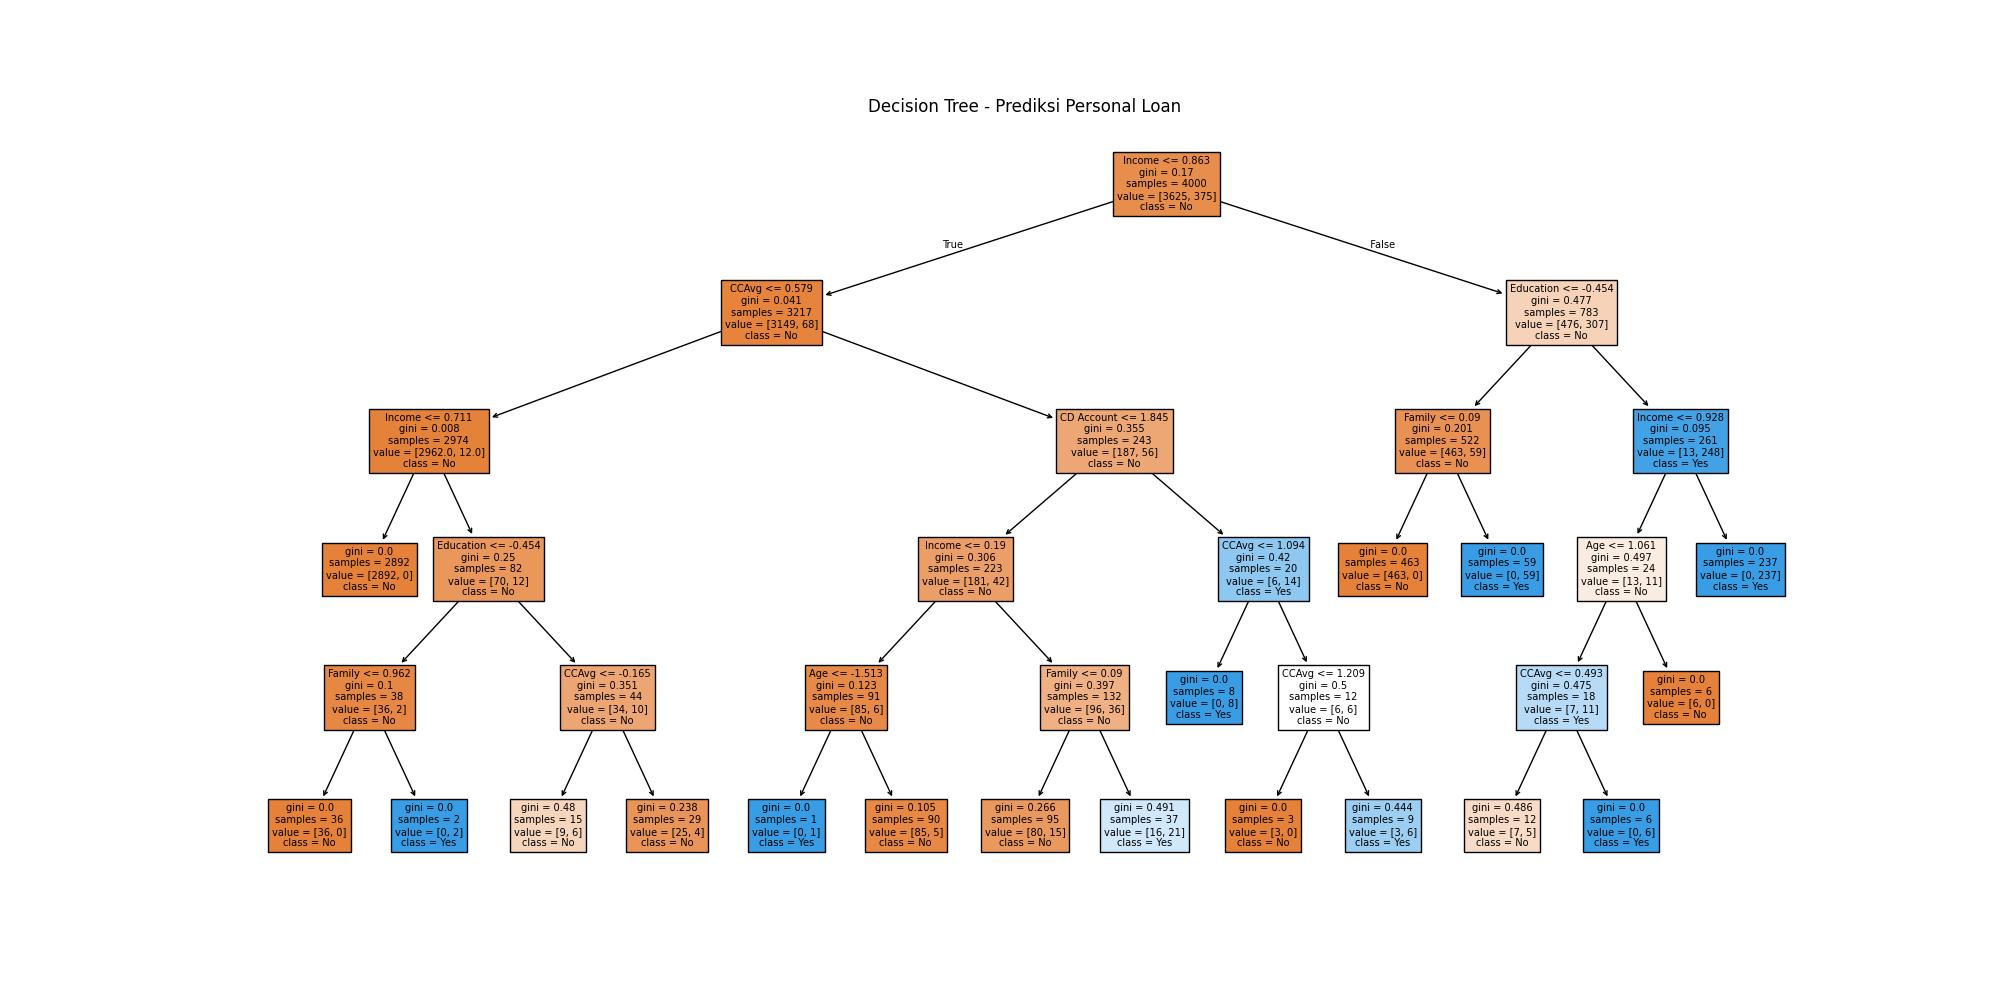 Decision Tree - Prediksi Personal Loan
Income <= 0.863
gini = 0.17
samples = 4000
value = [3625, 375]
class = No
True
False
CCAvg <= 0.579
gini = 0.041
samples = 3217
value = [3149, 68]
class = No
Education <= -0.454
gini = 0.477
samples = 783
value = [476, 307]
class = No
Income <= 0.711
gini = 0.008
samples = 2974
value = [2962.0, 12.0]
class = No
CD Account <= 1.845
gini = 0.355
samples = 243
value = [187, 56]
class = No
Family <= 0.09
gini = 0.201
samples = 522
value = [463, 59]
class = No
Income <= 0.928
gini = 0.095
samples = 261
value = [13, 248]
class = Yes
gini = 0.0
samples = 2892
value = [2892, 0]
class = No
Education <= -0.454
gini = 0.25
samples = 82
value = [70, 12]
class = No
Income <= 0.19
gini = 0.306
samples = 223
value = [181, 42]
class = No
CCAvg <= 1.094
gini = 0.42
samples = 20
value = [6, 14]
class = Yes
gini = 0.0
samples = 463
value = [463, 0]
class = No
gini = 0.0
samples = 59
value = [0, 59]
class = Yes
Age <= 1.061
gini = 0.497
samples = 24
value = [13, 11]
class = No
gini = 0.0
samples = 237
value = [0, 237]
class = Yes
Family <= 0.962
gini = 0.1
samples = 38
value = [36, 2]
class = No
CCAvg <= -0.165
gini = 0.351
samples = 44
value = [34, 10]
class = No
Age <= -1.513
gini = 0.123
samples = 91
value = [85, 6]
class = No
Family <= 0.09
gini = 0.397
samples = 132
value = [96, 36]
class = No
gini = 0.0
samples = 8
value = [0, 8]
class = Yes
CCAvg <= 1.209
gini = 0.5
samples = 12
value = [6, 6]
class = No
CCAvg <= 0.493
gini = 0.475
samples = 18
value = [7, 11]
class = Yes
gini = 0.0
samples = 6
value = [6, 0]
class = No
gini = 0.0
samples = 36
value = [36, 0]
class = No
gini = 0.0
samples = 2
value = [0, 2]
class = Yes
gini = 0.48
samples = 15
value = [9, 6]
class = No
gini = 0.238
samples = 29
value = [25, 4]
class = No
gini = 0.0
samples = 1
value = [0, 1]
class = Yes
gini = 0.105
samples = 90
value = [85, 5]
class = No
gini = 0.266
samples = 95
value = [80, 15]
class = No
gini = 0.491
samples = 37
value = [16, 21]
class = Yes
gini = 0.0
samples = 3
value = [3, 0]
class = No
gini = 0.444
samples = 9
value = [3, 6]
class = Yes
gini = 0.486
samples = 12
value = [7, 5]
class = No
gini = 0.0
samples = 6
value = [0, 6]
class = Yes